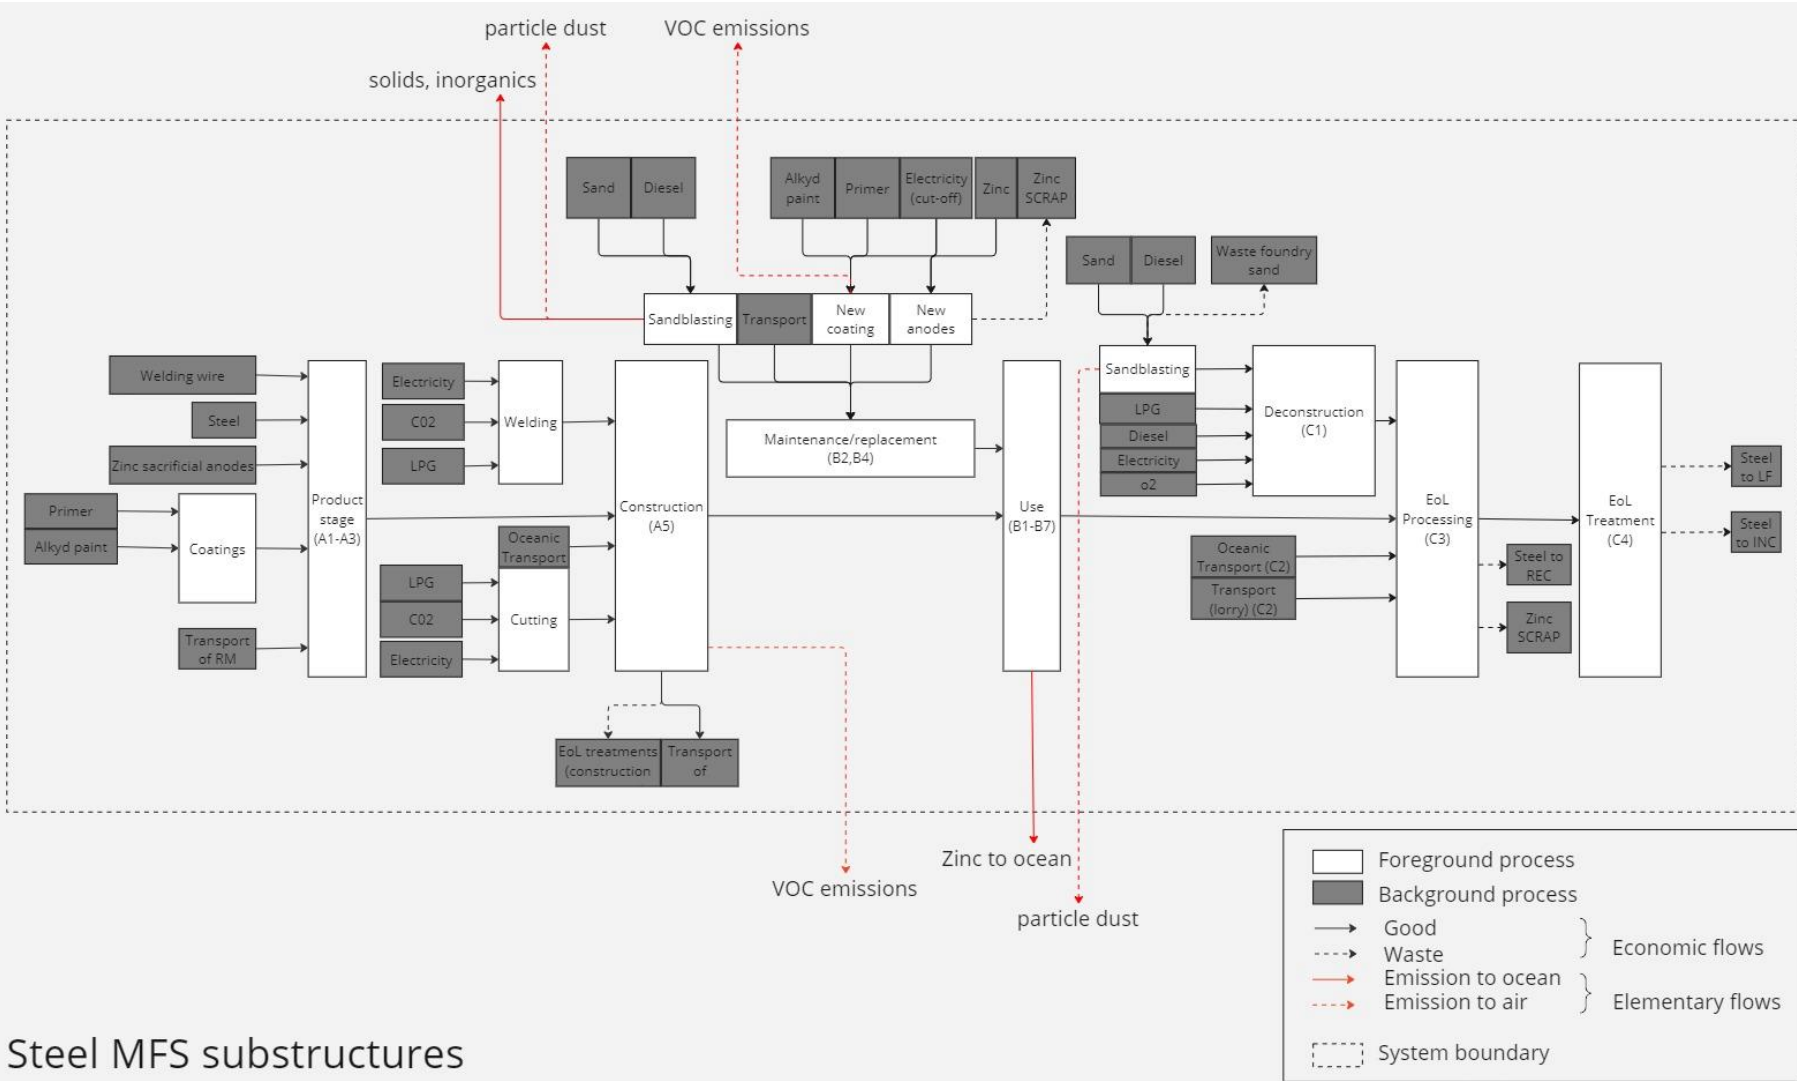 particle dust
VOC emissions
solids, inorganics
Sand
Diesel
Alkyd
paint
Primer
Electricity
(cut-off)
Zinc
Zinc
SCRAP
Sand
Diesel
Waste foundry
sand
Sandblasting
Transport
New
coating
New
anodes
Welding wire
Steel
Zinc sacrificial anodes
Primer
Alkyd paint
Coatings
Transport
of RM
Product
stage
(A1-A3)
Electricity
C02
LPG
Welding
Oceanic
Transport
LPG
C02
Electricity
Cutting
Construction
(A5)
EoL treatments
(construction
Transport
of
Maintenance/replacement
(B2,B4)
Use
(B1-B7)
Sandblasting
LPG
Diesel
Electricity
o2
Deconstruction
(C1)
Oceanic
Transport (C2)
Transport
(lorry) (C2)
EoL
Processing
(C3)
Steel to
REC
Zinc
SCRAP
EoL
Treatment
(C4)
Steel
to LF
Steel
to INC
Zinc to ocean
VOC emissions
particle dust
Foreground process
Background process
Good
Waste
Economic flows
Emission to ocean
Emission to air
Elementary flows
System boundary
Steel MFS substructures